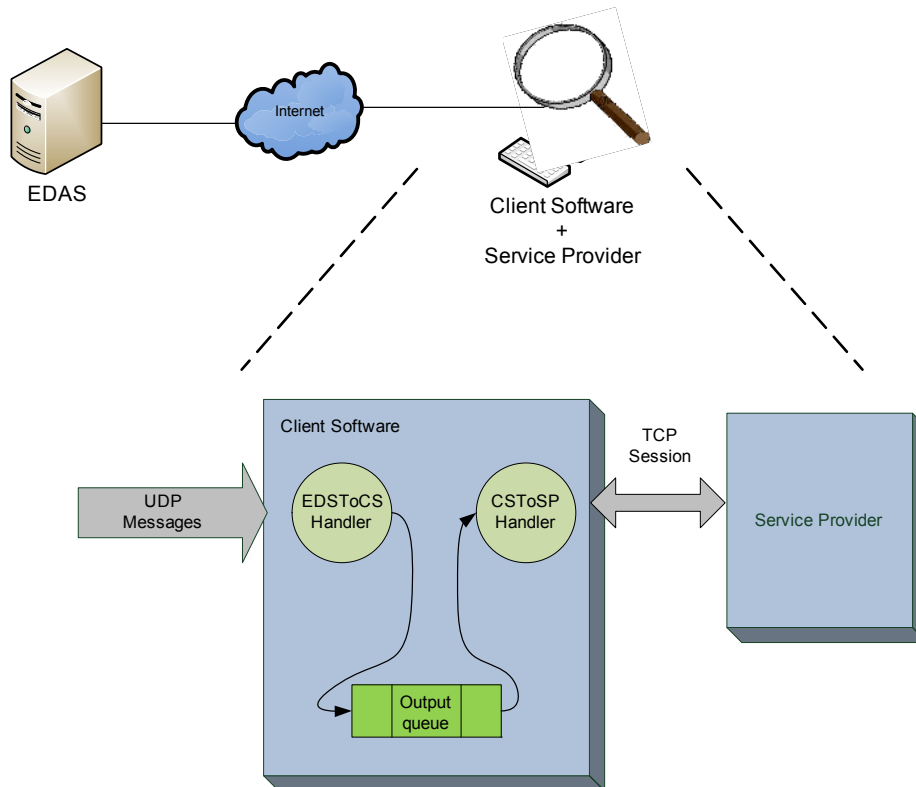 Internet
EDAS
Client Software
+
Service Provider
Client Software
TCP
Session
EDSToCS
Handler
CSToSP
Handler
UDP
Messages
Service Provider
Output
queue